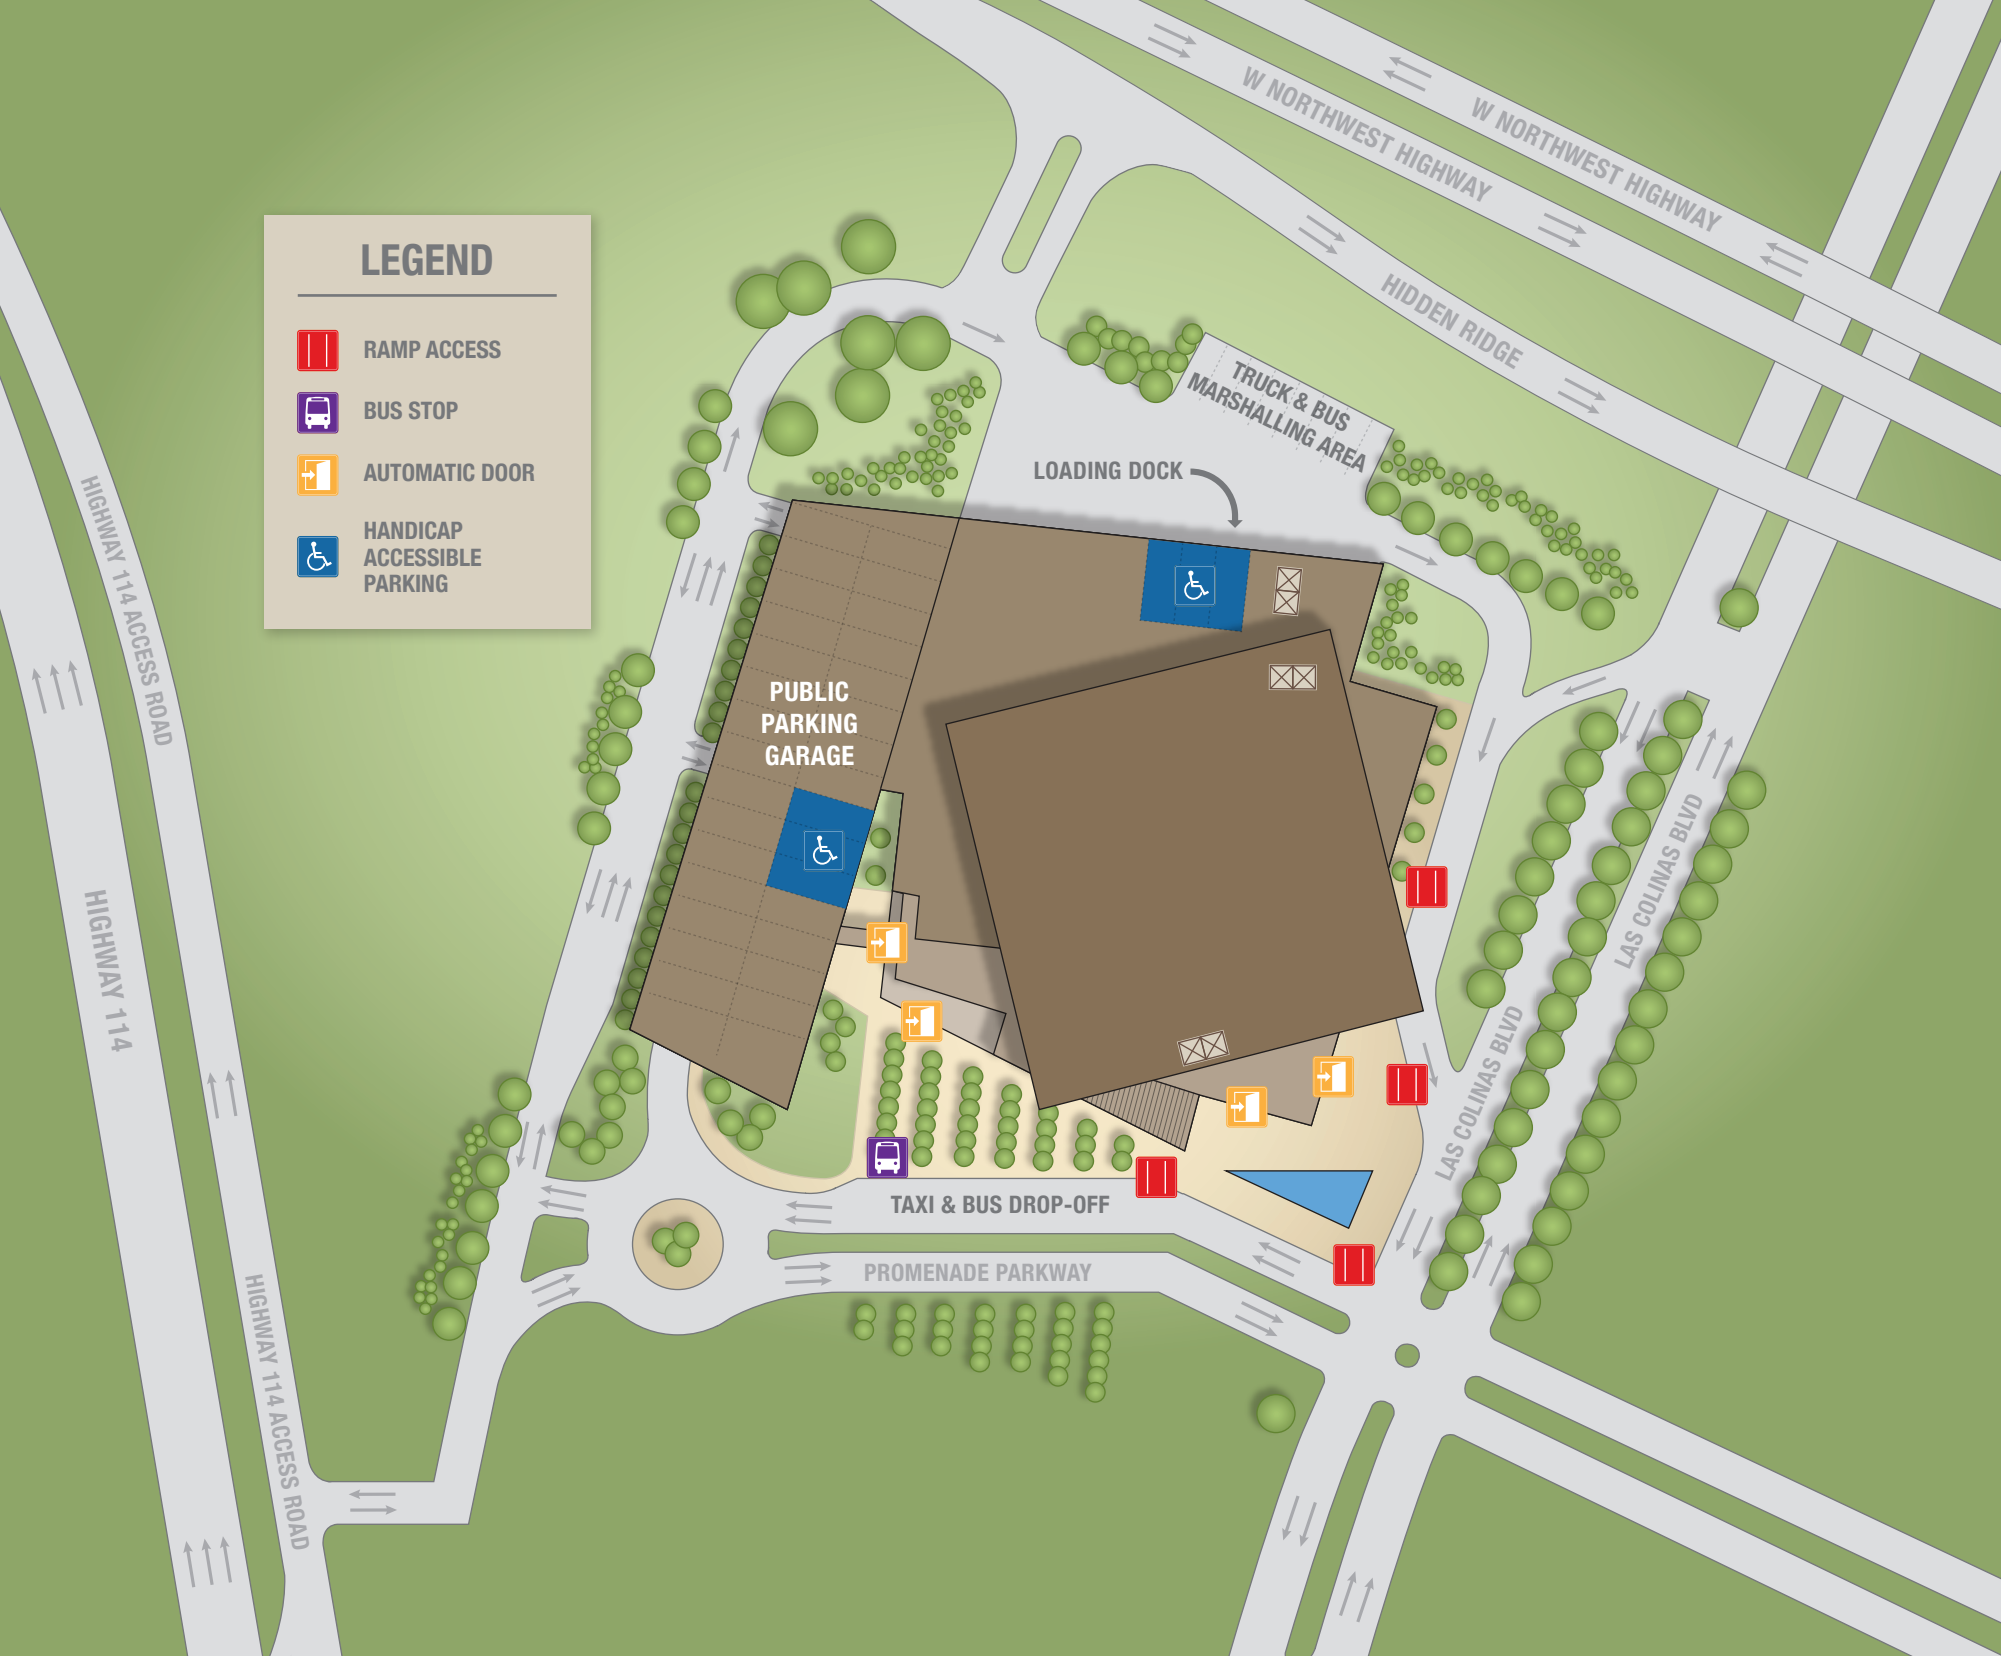 W NORTHWEST HIGHWAY
W NORTHWEST HIGHWAY
HIDDEN RIDGE
LEGEND
RAMP ACCESS
BUS STOP
AUTOMATIC DOOR
HANDICAP
ACCESSIBLE
PARKING
TRUCK & BUS
MARSHALLING AREA
LOADING DOCK
HIGHWAY 114 ACCESS ROAD
PUBLIC
PARKING
GARAGE
LAS COLINAS BLVD
HIGHWAY 114
LAS COLINAS BLVD
TAXI & BUS DROP-OFF
PROMENADE PARKWAY
HIGHWAY 114 ACCESS ROAD